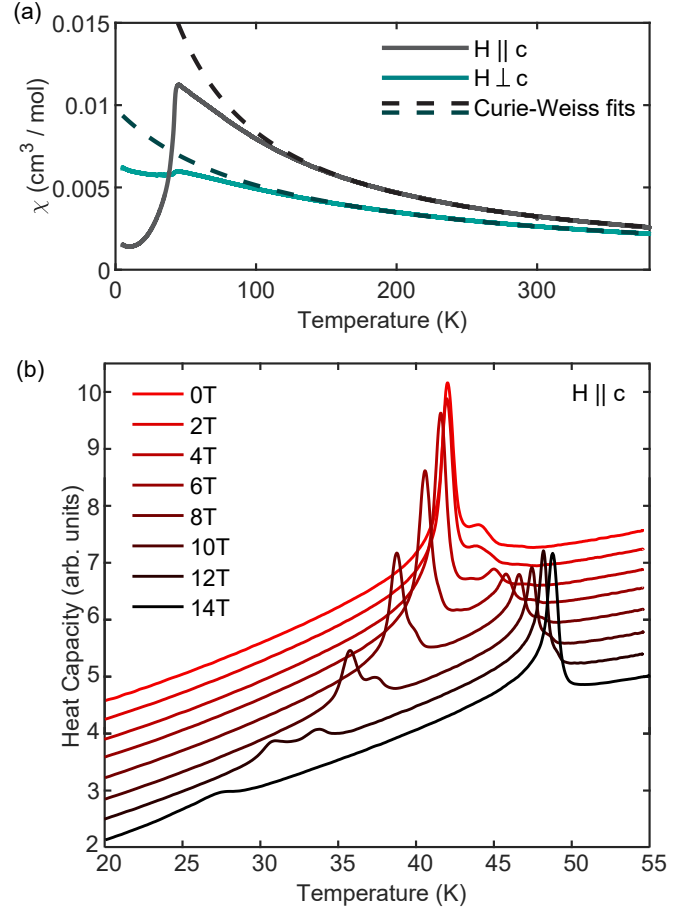 (a)
0.015
0.01
0.005
0
χ (cm³ / mol)
H || c
H ⊥ c
Curie-Weiss fits
0 100 200 300
Temperature (K)
(b)
10
9
8
7
6
5
4
3
2
Heat Capacity (arb. units)
0T
2T
4T
6T
8T
10T
12T
14T
H || c
20 25 30 35 40 45 50 55
Temperature (K)